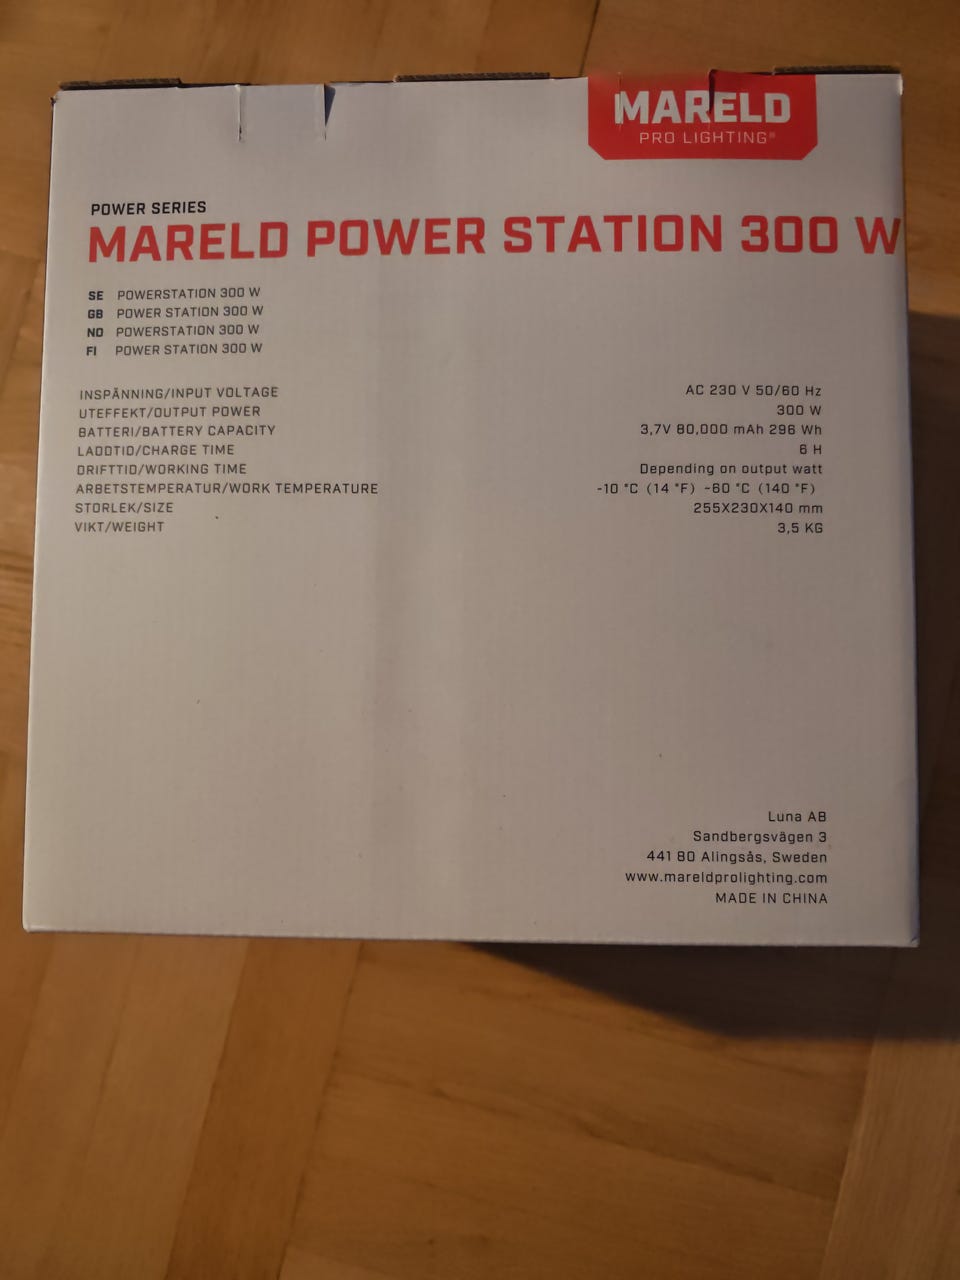 MARELD
PRO LIGHTING®
POWER SERIES
MARELD POWER STATION 300 W
SE POWERSTATION 300 W
GB POWER STATION 300 W
NO POWERSTATION 300 W
FI POWER STATION 300 W
INSPÄNNING/INPUT VOLTAGE AC 230 V 50/60 Hz
UTEFFEKT/OUTPUT POWER 300 W
BATTERI/BATTERY CAPACITY 3,7V 80,000 mAh 296 Wh
LADDTID/CHARGE TIME 6 H
DRIFTTID/WORKING TIME Depending on output watt
ARBETSTEMPERATUR/WORK TEMPERATURE -10 °C (14 °F) ~60 °C (140 °F)
STORLEK/SIZE 255X230X140 mm
VIKT/WEIGHT 3,5 KG
Luna AB
Sandbergsvägen 3
441 80 Alingsås, Sweden
www.mareldprolighting.com
MADE IN CHINA